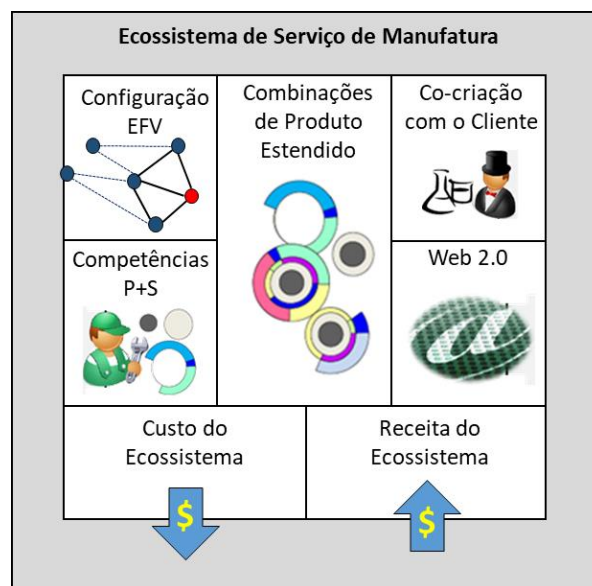 Ecossistema de Serviço de Manufatura
Configuração
EFV
Combinações
de Produto
Estendido
Co-criação
com o Cliente
Competências
P+S
Web 2.0
Custo do
Ecossistema
Receita do
Ecossistema
$
$